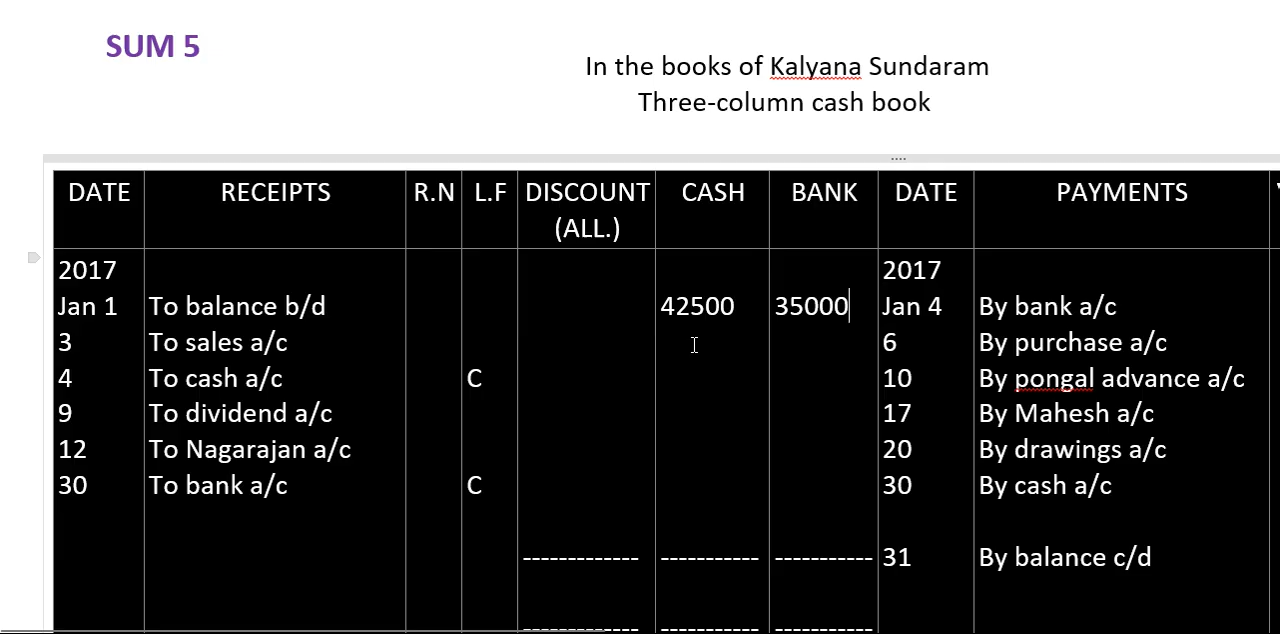 SUM 5
In the books of Kalyana Sundaram
Three-column cash book
DATE RECEIPTS R.N L.F DISCOUNT (ALL.) CASH BANK DATE PAYMENTS
2017 2017
Jan 1 To balance b/d 42500 35000 Jan 4 By bank a/c
3 To sales a/c 6 By purchase a/c
4 To cash a/c C 10 By pongal advance a/c
9 To dividend a/c 17 By Mahesh a/c
12 To Nagarajan a/c 20 By drawings a/c
30 To bank a/c C 30 By cash a/c
------------- ----------- ----------- 31 By balance c/d
------------- ----------- -----------